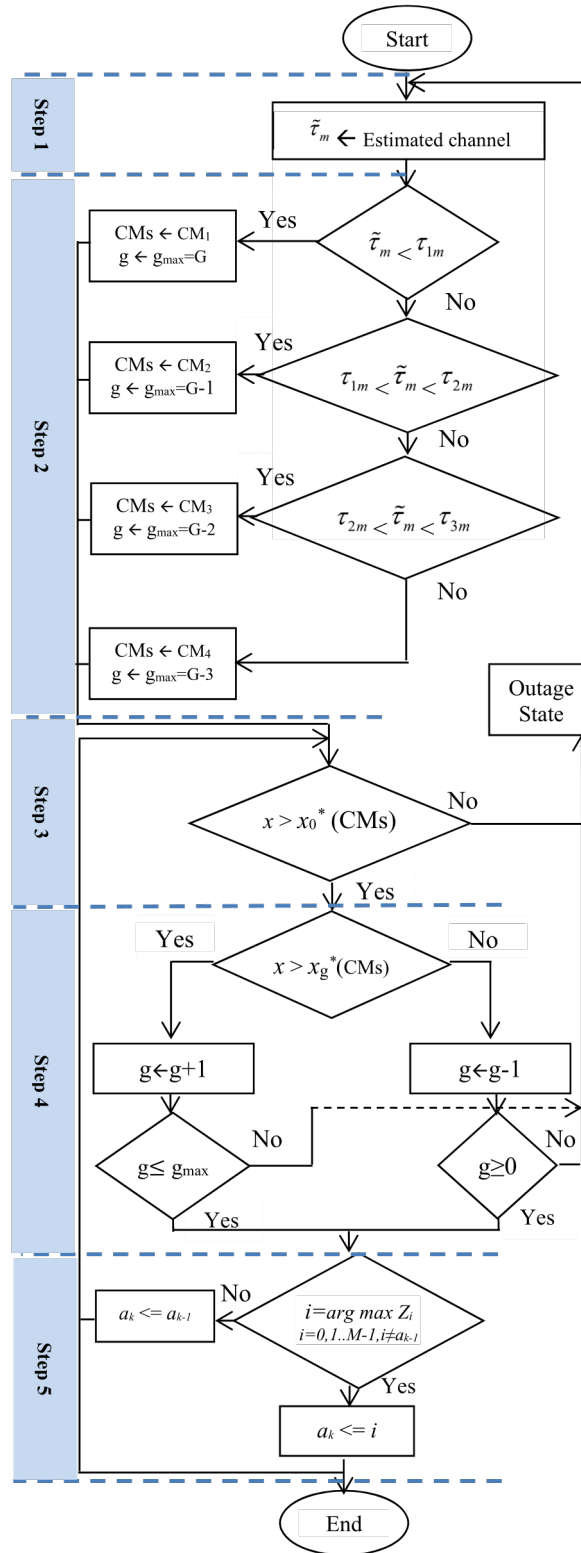 Start
Step 1
τ̃m ← Estimated channel
Step 2
τ̃m < τ1m
Yes
CMs ← CM1
g ← gmax=G
No
τ1m < τ̃m < τ2m
Yes
CMs ← CM2
g ← gmax=G-1
No
τ2m < τ̃m < τ3m
Yes
CMs ← CM3
g ← gmax=G-2
No
CMs ← CM4
g ← gmax=G-3
Outage
State
Step 3
x > x0* (CMs)
No
Yes
Step 4
x > xg*(CMs)
Yes
No
g←g+1
g←g-1
g≤ gmax
No
Yes
g≥0
No
Yes
Step 5
i=arg max Zi
i=0,1..M-1,i≠ak-1
No
ak <= ak-1
Yes
ak <= i
End